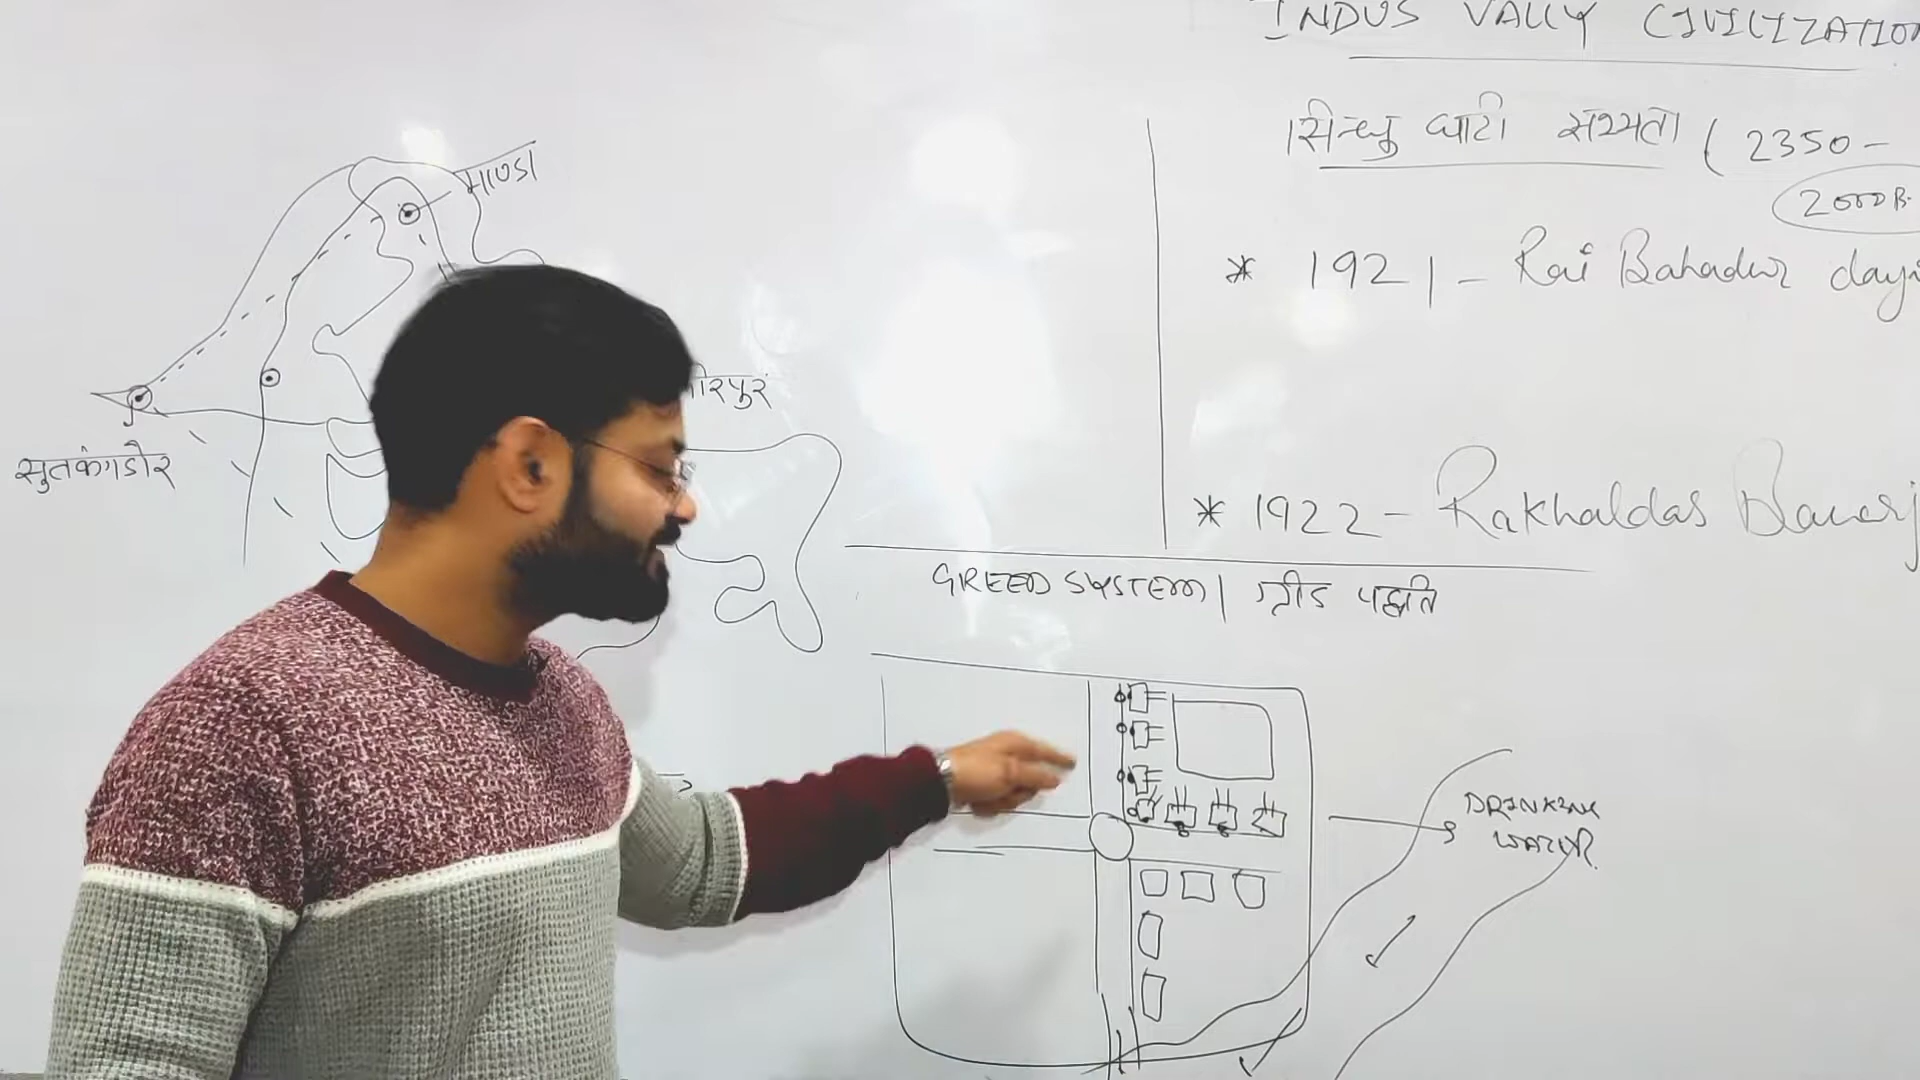 INDUS VALLY CIVILIZATION
सिन्धु घाटी सभ्यता ( 2350 -
2000 B.
* 1921 - Rai Bahadur daya
* 1922 - Rakhaldas Banerj
माण्डा
सुतकांगडोर
GREED SYSTEM | ग्रीड पद्धति
DRINKING
WATER